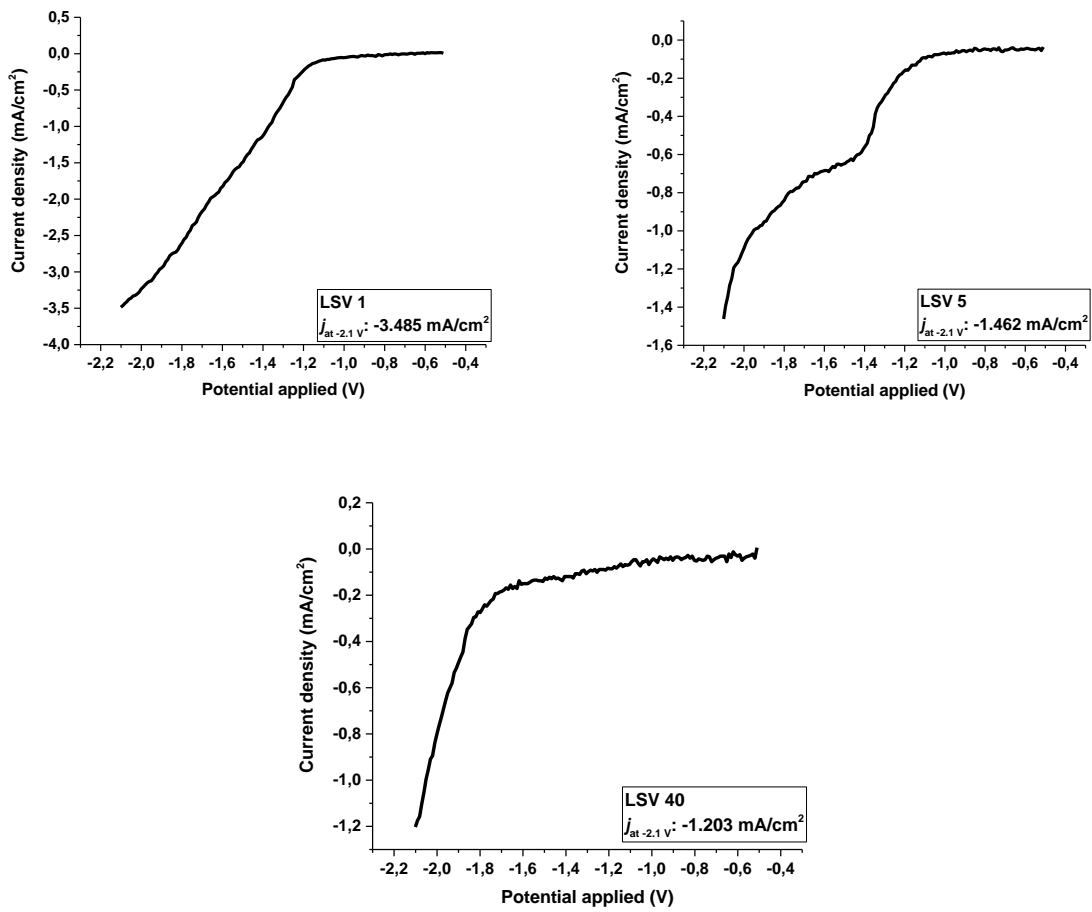 0,5
0,0
-0,5
-1,0
-1,5
-2,0
-2,5
-3,0
-3,5
-4,0
Current density (mA/cm²)
LSV 1
j at -2.1 V: -3.485 mA/cm²
-2,2 -2,0 -1,8 -1,6 -1,4 -1,2 -1,0 -0,8 -0,6 -0,4
Potential applied (V)
0,0
-0,2
-0,4
-0,6
-0,8
-1,0
-1,2
-1,4
-1,6
Current density (mA/cm²)
LSV 5
j at -2.1 V: -1.462 mA/cm²
-2,2 -2,0 -1,8 -1,6 -1,4 -1,2 -1,0 -0,8 -0,6 -0,4
Potential applied (V)
0,2
0,0
-0,2
-0,4
-0,6
-0,8
-1,0
-1,2
Current density (mA/cm²)
LSV 40
j at -2.1 V: -1.203 mA/cm²
-2,2 -2,0 -1,8 -1,6 -1,4 -1,2 -1,0 -0,8 -0,6 -0,4
Potential applied (V)